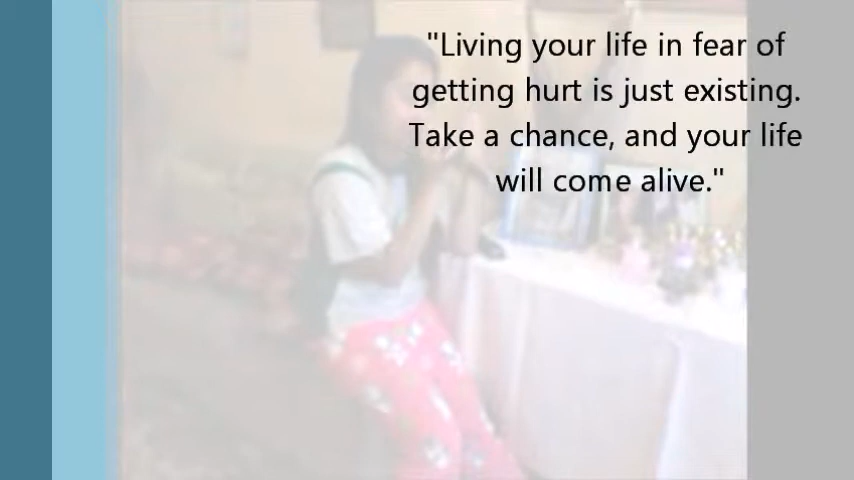 "Living your life in fear of
getting hurt is just existing.
Take a chance, and your life
will come alive."